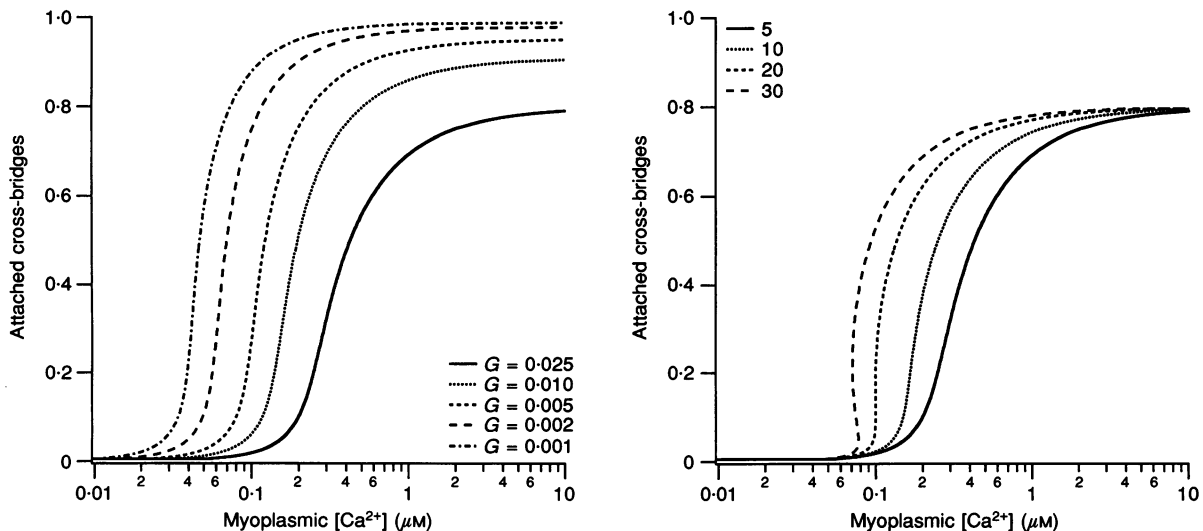 1·0
0·8
0·6
0·4
0·2
0
Attached cross-bridges
G = 0·025
G = 0·010
G = 0·005
G = 0·002
G = 0·001
0·01 2 4 6 0·1 2 4 6 1 2 4 6 10
Myoplasmic [Ca²⁺] (μM)
1·0
0·8
0·6
0·4
0·2
0
Attached cross-bridges
5
10
20
30
0·01 2 4 6 0·1 2 4 6 1 2 4 6 10
Myoplasmic [Ca²⁺] (μM)